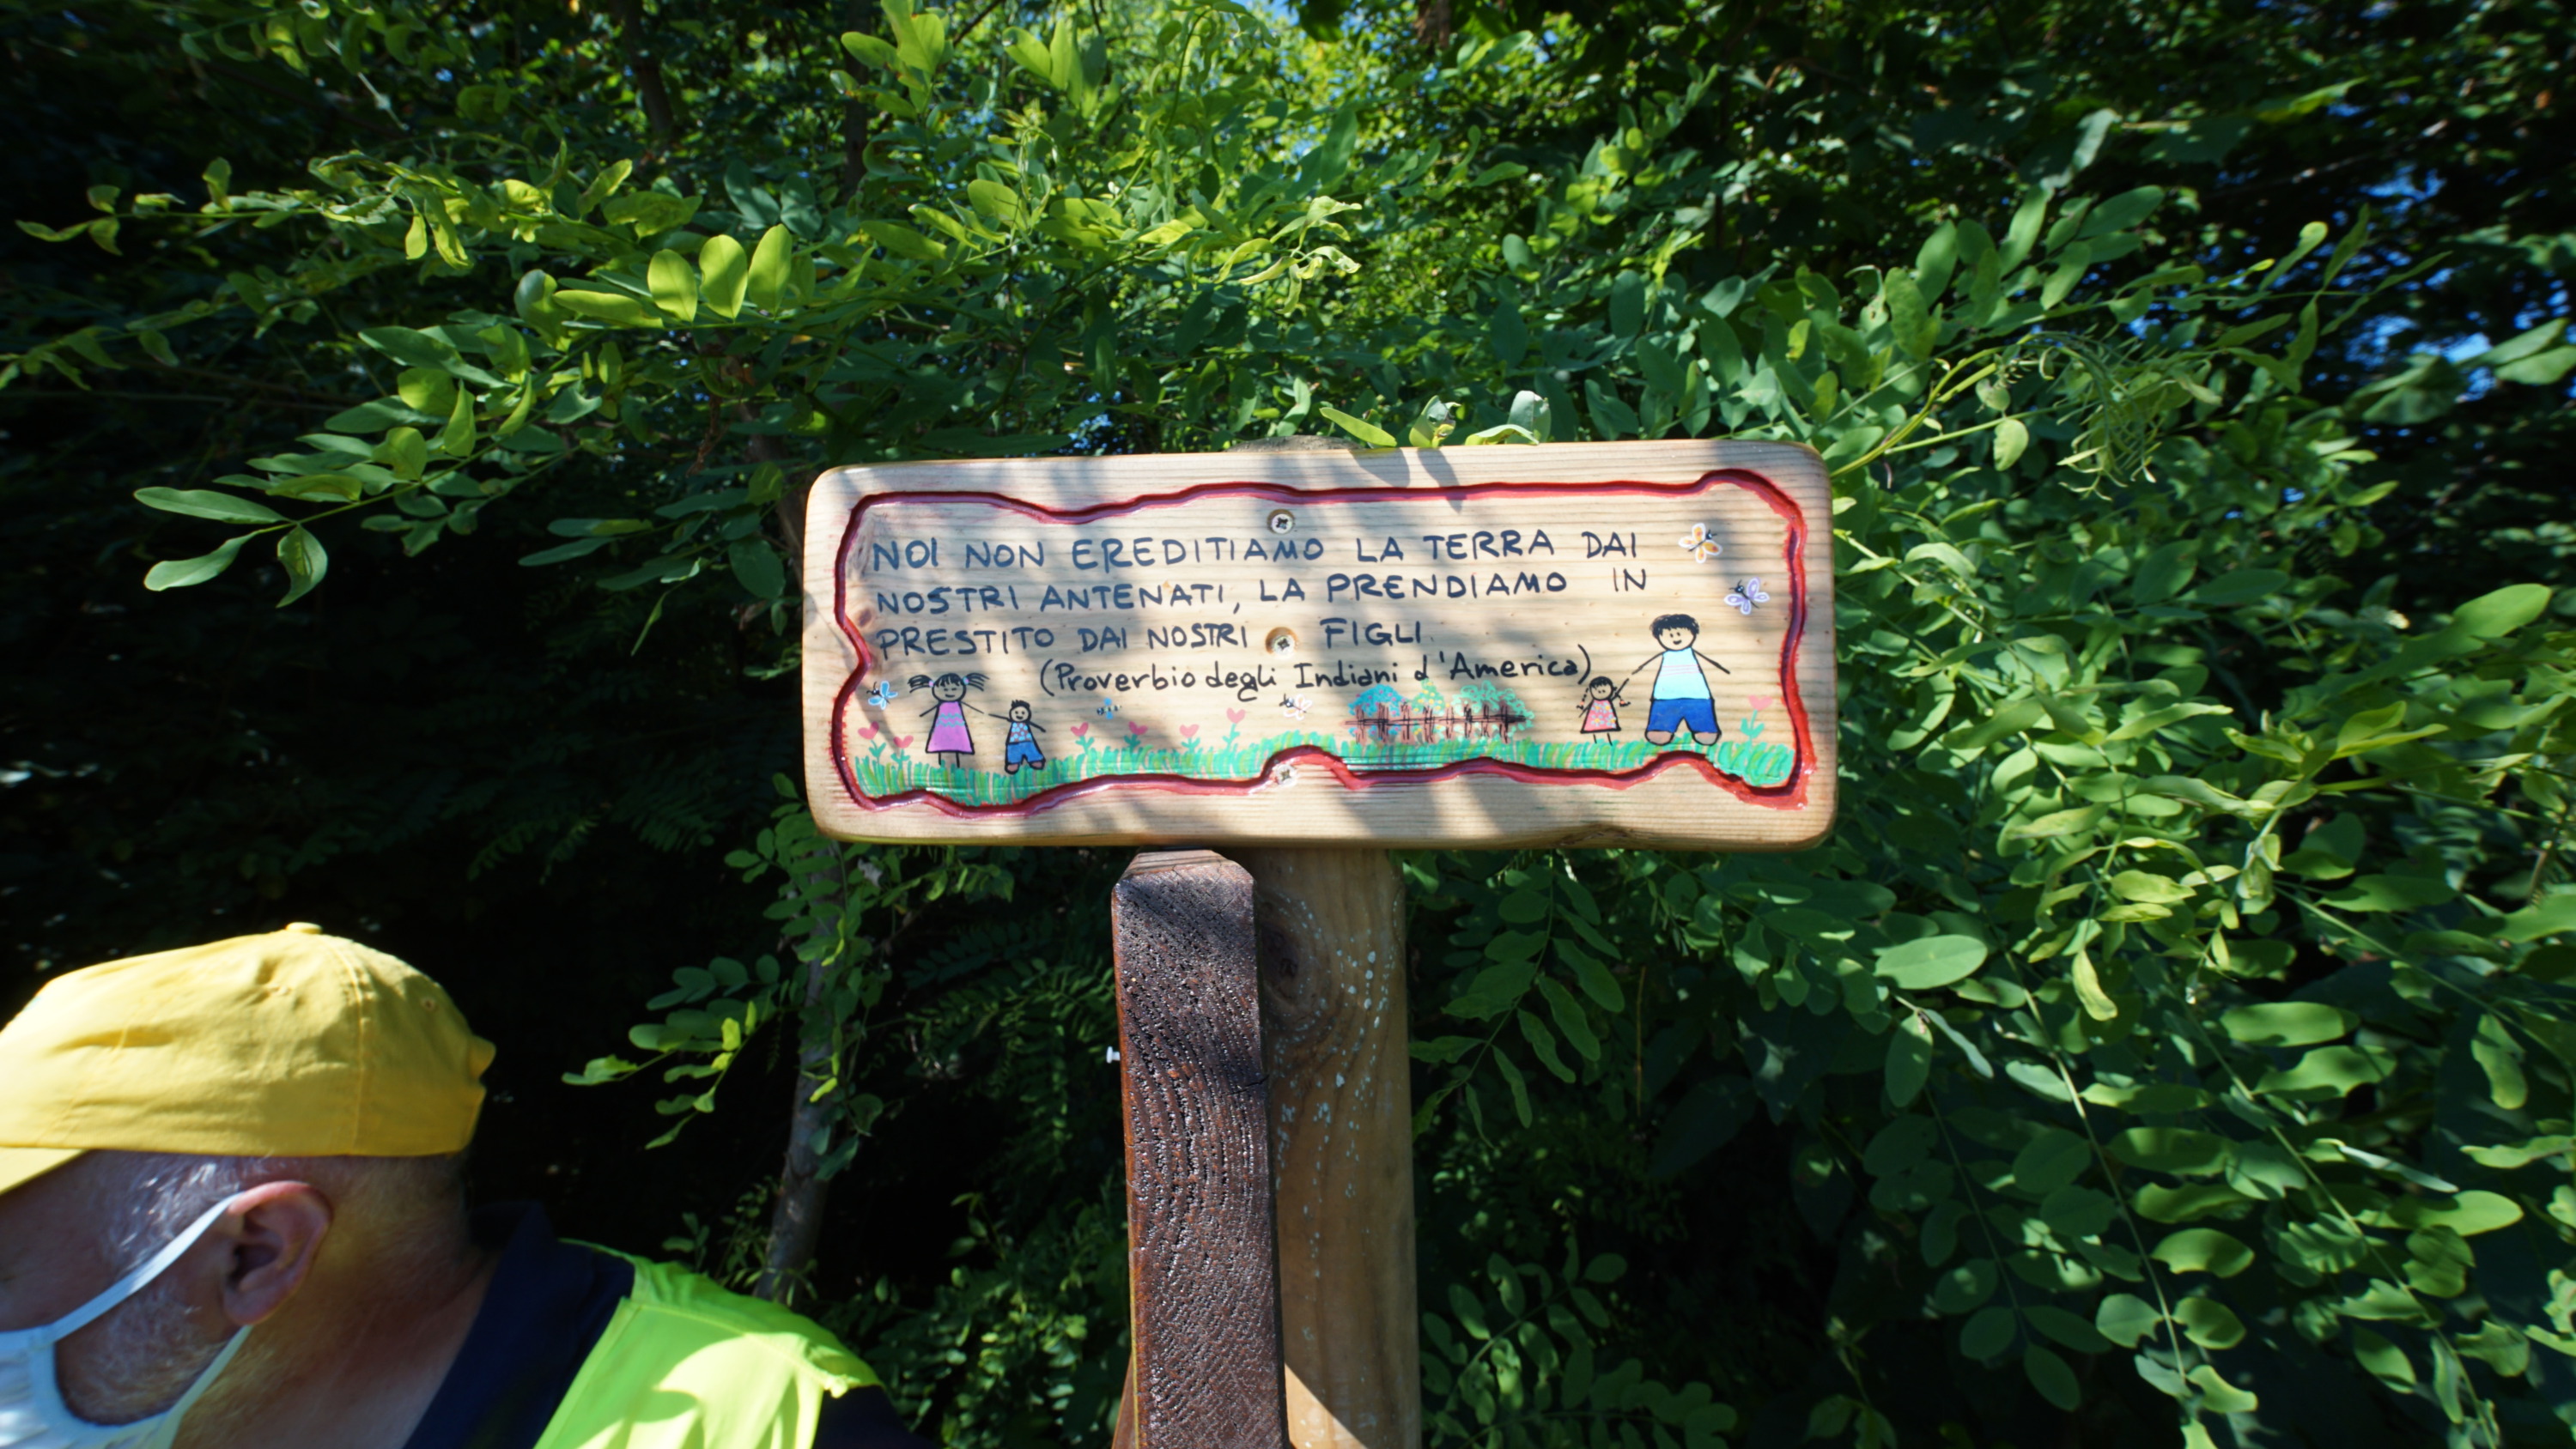 NOI NON EREDITIAMO LA TERRA DAI
NOSTRI ANTENATI, LA PRENDIAMO IN
PRESTITO DAI NOSTRI FIGLI.
(Proverbio degli Indiani d'America)